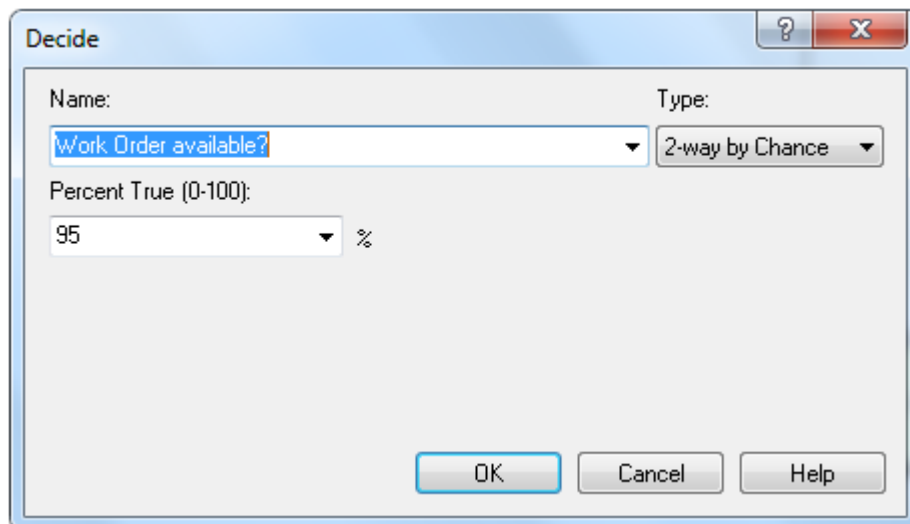 Decide
?
X
Name: Type:
Work Order available? 2-way by Chance
Percent True (0-100):
95 %
OK Cancel Help